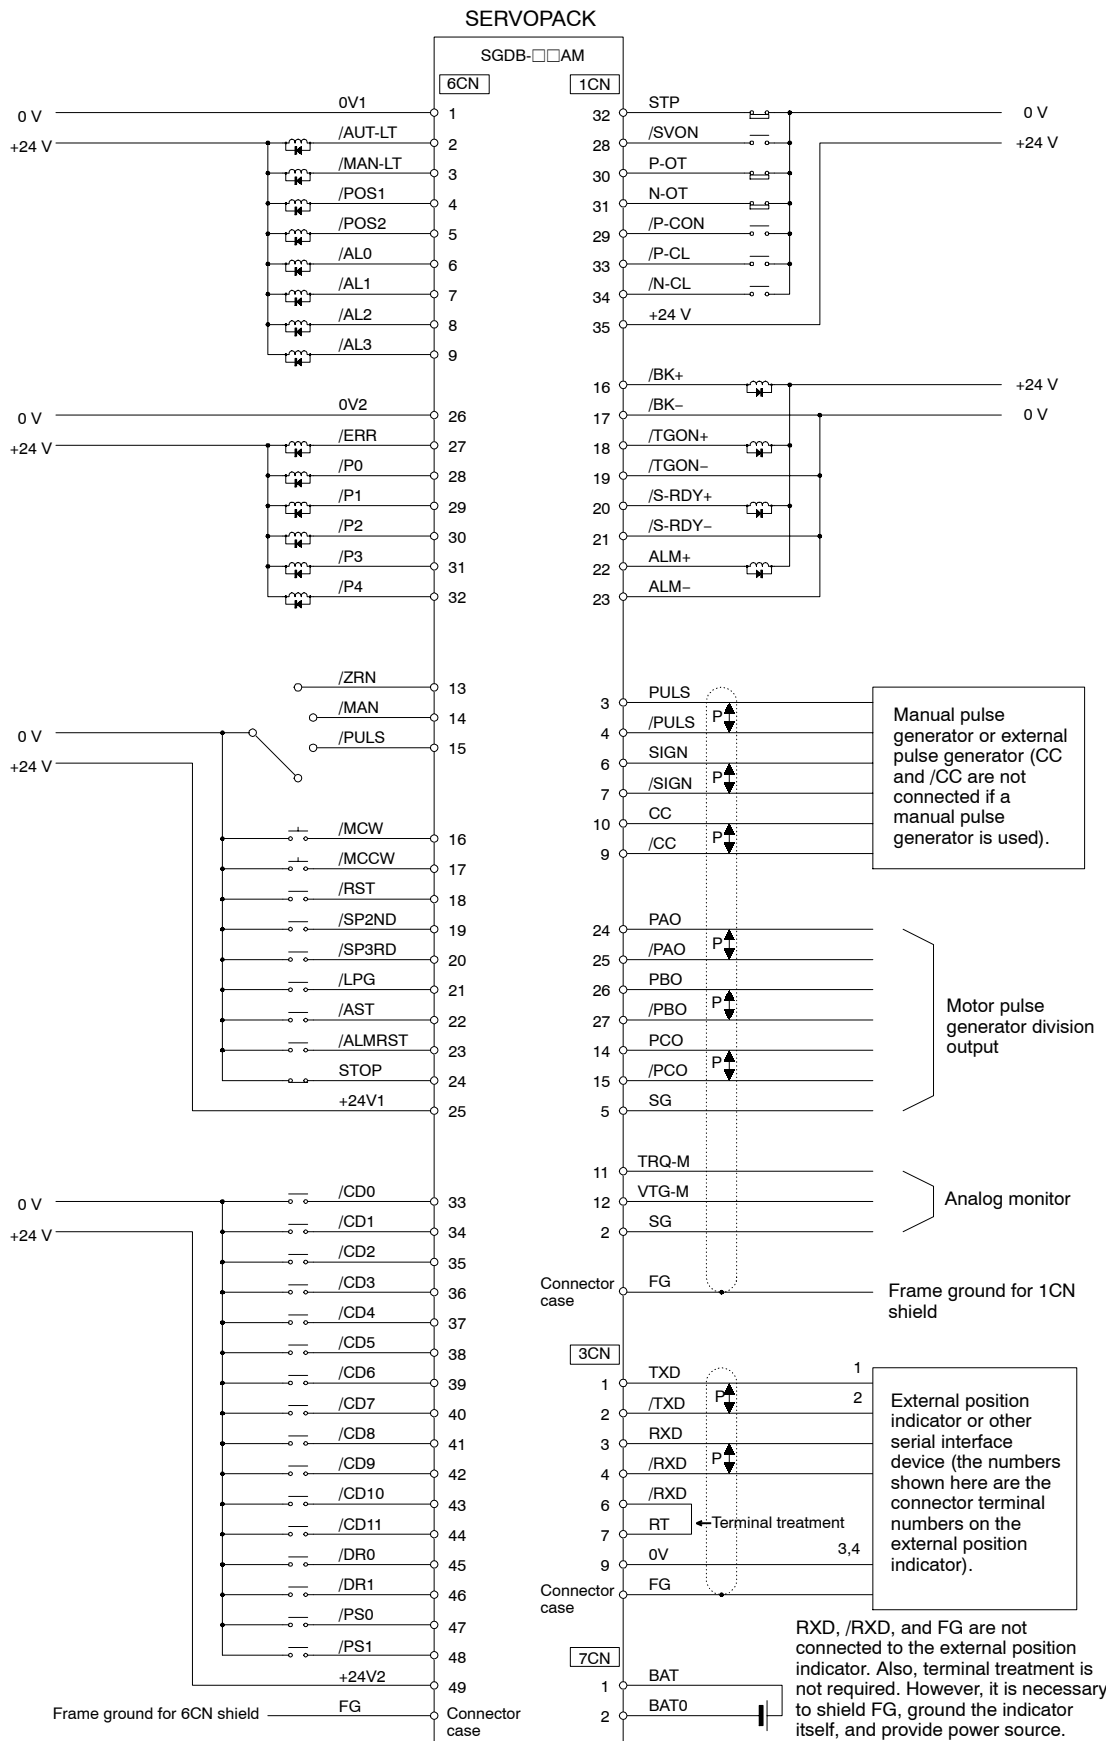 SERVOPACK
SGDB-□□AM
6CN
0 V
0V1
1
+24 V
/AUT-LT
2
/MAN-LT
3
/POS1
4
/POS2
5
/AL0
6
/AL1
7
/AL2
8
/AL3
9
0 V
0V2
26
+24 V
/ERR
27
/P0
28
/P1
29
/P2
30
/P3
31
/P4
32
/ZRN
13
/MAN
14
0 V
/PULS
15
+24 V
/MCW
16
/MCCW
17
/RST
18
/SP2ND
19
/SP3RD
20
/LPG
21
/AST
22
/ALMRST
23
STOP
24
+24V1
25
0 V
/CD0
33
+24 V
/CD1
34
/CD2
35
/CD3
36
/CD4
37
/CD5
38
/CD6
39
/CD7
40
/CD8
41
/CD9
42
/CD10
43
/CD11
44
/DR0
45
/DR1
46
/PS0
47
/PS1
48
+24V2
49
Frame ground for 6CN shield
FG
Connector
case
1CN
32
STP
0 V
28
/SVON
+24 V
30
P-OT
31
N-OT
29
/P-CON
33
/P-CL
34
/N-CL
35
+24 V
16
/BK+
+24 V
17
/BK−
0 V
18
/TGON+
19
/TGON−
20
/S-RDY+
21
/S-RDY−
22
ALM+
23
ALM−
3
PULS
P
4
/PULS
6
SIGN
P
7
/SIGN
10
CC
P
9
/CC
Manual pulse
generator or external
pulse generator (CC
and /CC are not
connected if a
manual pulse
generator is used).
24
PAO
P
25
/PAO
26
PBO
P
27
/PBO
14
PCO
P
15
/PCO
5
SG
Motor pulse
generator division
output
11
TRQ-M
12
VTG-M
2
SG
Analog monitor
Connector
case
FG
Frame ground for 1CN
shield
3CN
1
TXD
1
P
2
/TXD
2
3
RXD
P
4
/RXD
6
/RXD
7
RT
Terminal treatment
9
0V
3,4
Connector
case
FG
External position
indicator or other
serial interface
device (the numbers
shown here are the
connector terminal
numbers on the
external position
indicator).
7CN
1
BAT
2
BAT0
RXD, /RXD, and FG are not
connected to the external position
indicator. Also, terminal treatment is
not required. However, it is necessary
to shield FG, ground the indicator
itself, and provide power source.